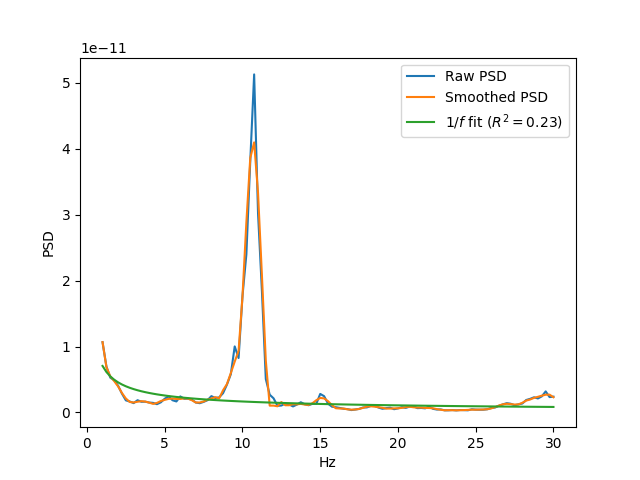 1e−11
Raw PSD
Smoothed PSD
1/f fit (R² = 0.23)
5
4
3
2
1
0
PSD
0 5 10 15 20 25 30
Hz